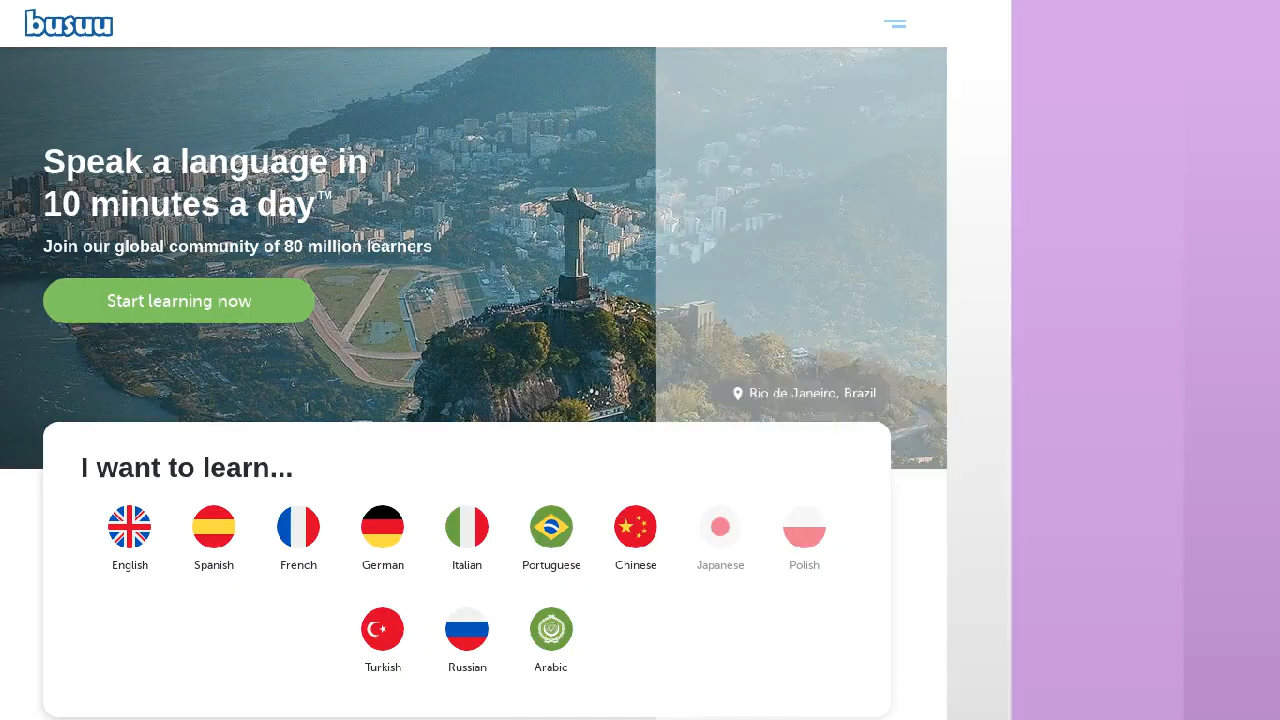 busuu
Speak a language in
10 minutes a day™
Join our global community of 80 million learners
Start learning now
Rio de Janeiro, Brazil
I want to learn...
English Spanish French German Italian Portuguese Chinese Japanese Polish
Turkish Russian Arabic